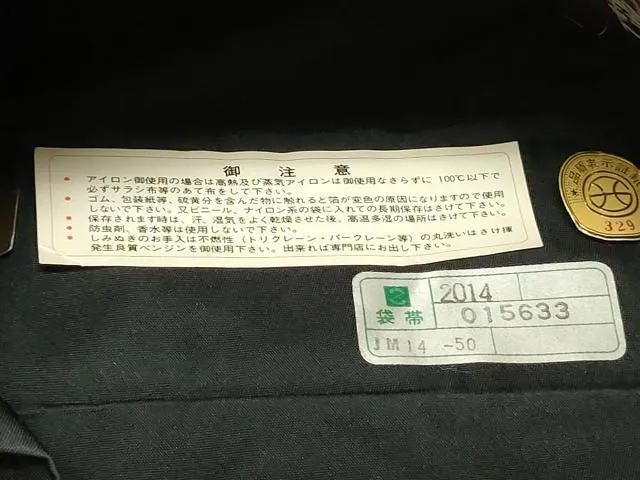 御注意
アイロン御使用の場合は高熱及び蒸気アイロンは御使用なさらずに 100℃以下で
必ずサラシ布等のあて布をして下さい。
ゴム、包装紙等、硫黄分を含んだ物に触れると箔が変色の原因になりますので使用
しないで下さい。又ビニール、ナイロン系の袋に入れての長期保存はさけて下さい。
保存されます時は、汗、湿気をよく乾燥させた後、高温多湿の場所はさけて下さい。
防虫剤、香水等は使用しないで下さい。
しみぬきのお手入は不燃性（トリクレーン・パークレーン等）の丸洗いはさけ揮
発生良質ベンジンを御使用下さい。出来れば専門店にお出し下さい。
品質表示証
329
袋帯
2014
015633
JM14 -50